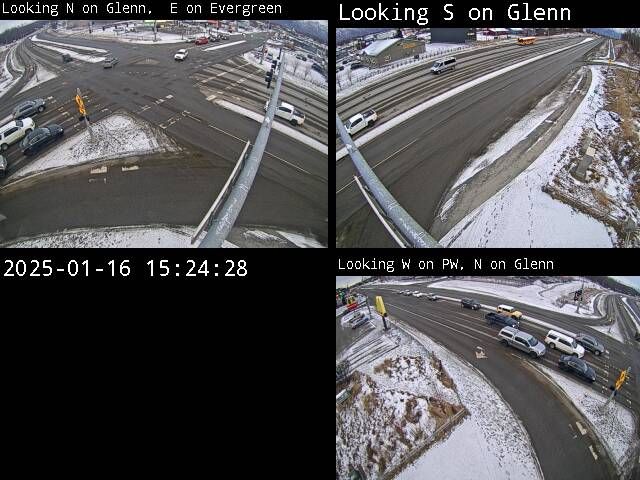 Looking N on Glenn,  E on Evergreen
Looking S on Glenn
2025-01-16 15:24:28
Looking W on PW, N on Glenn